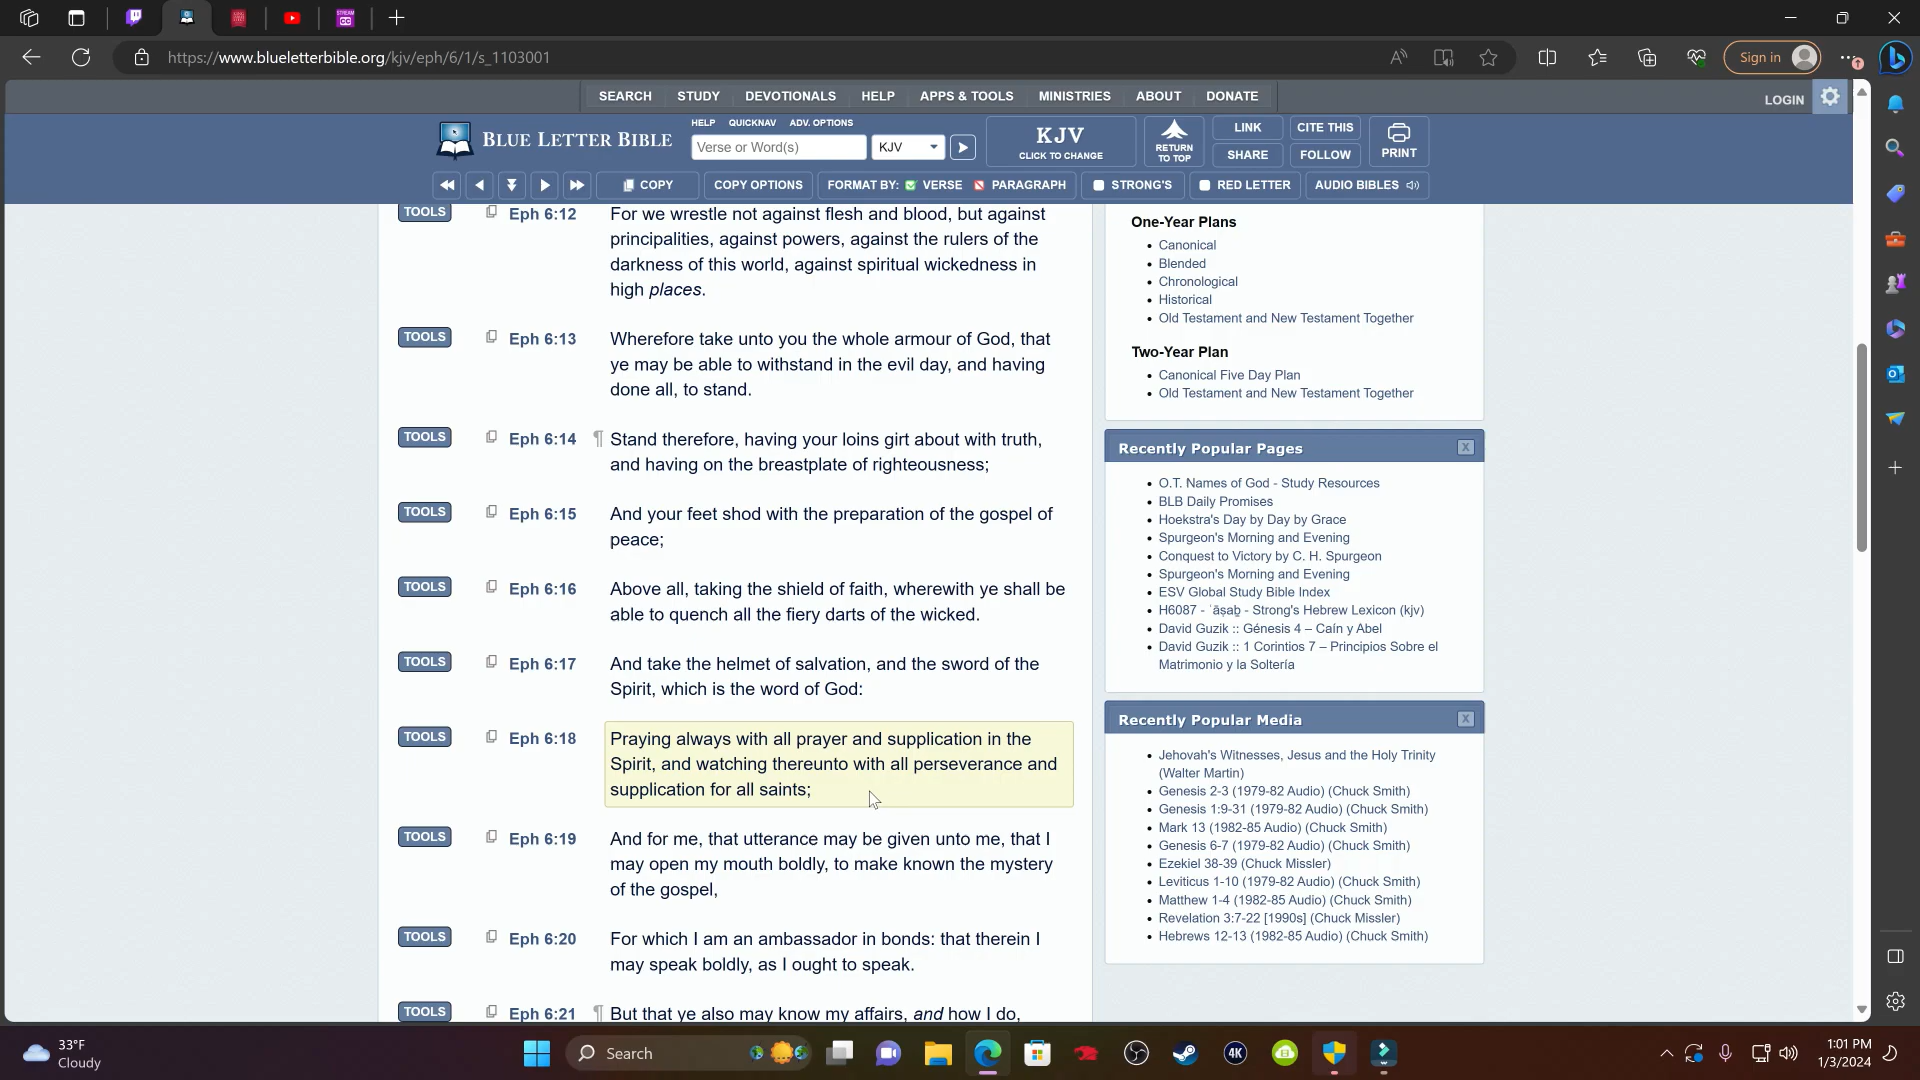 STREAM
CC
https://www.blueletterbible.org/kjv/eph/6/1/s_1103001
Sign in
SEARCH STUDY DEVOTIONALS HELP APPS & TOOLS MINISTRIES ABOUT DONATE
LOGIN
BLUE LETTER BIBLE
HELP QUICKNAV ADV. OPTIONS
Verse or Word(s)
KJV
KJV
CLICK TO CHANGE
RETURN
TO TOP
LINK
CITE THIS
SHARE
FOLLOW
PRINT
COPY
COPY OPTIONS
FORMAT BY: VERSE PARAGRAPH
STRONG'S
RED LETTER
AUDIO BIBLES
TOOLS Eph 6:12 For we wrestle not against flesh and blood, but against
principalities, against powers, against the rulers of the
darkness of this world, against spiritual wickedness in
high places.
TOOLS Eph 6:13 Wherefore take unto you the whole armour of God, that
ye may be able to withstand in the evil day, and having
done all, to stand.
TOOLS Eph 6:14 ¶ Stand therefore, having your loins girt about with truth,
and having on the breastplate of righteousness;
TOOLS Eph 6:15 And your feet shod with the preparation of the gospel of
peace;
TOOLS Eph 6:16 Above all, taking the shield of faith, wherewith ye shall be
able to quench all the fiery darts of the wicked.
TOOLS Eph 6:17 And take the helmet of salvation, and the sword of the
Spirit, which is the word of God:
TOOLS Eph 6:18 Praying always with all prayer and supplication in the
Spirit, and watching thereunto with all perseverance and
supplication for all saints;
TOOLS Eph 6:19 And for me, that utterance may be given unto me, that I
may open my mouth boldly, to make known the mystery
of the gospel,
TOOLS Eph 6:20 For which I am an ambassador in bonds: that therein I
may speak boldly, as I ought to speak.
TOOLS Eph 6:21 ¶ But that ye also may know my affairs, and how I do,
One-Year Plans
• Canonical
• Blended
• Chronological
• Historical
• Old Testament and New Testament Together
Two-Year Plan
• Canonical Five Day Plan
• Old Testament and New Testament Together
Recently Popular Pages X
• O.T. Names of God - Study Resources
• BLB Daily Promises
• Hoekstra's Day by Day by Grace
• Spurgeon's Morning and Evening
• Conquest to Victory by C. H. Spurgeon
• Spurgeon's Morning and Evening
• ESV Global Study Bible Index
• H6087 - ʿāṣaḇ - Strong's Hebrew Lexicon (kjv)
• David Guzik :: Génesis 4 – Caín y Abel
• David Guzik :: 1 Corintios 7 – Principios Sobre el
Matrimonio y la Soltería
Recently Popular Media X
• Jehovah's Witnesses, Jesus and the Holy Trinity
(Walter Martin)
• Genesis 2-3 (1979-82 Audio) (Chuck Smith)
• Genesis 1:9-31 (1979-82 Audio) (Chuck Smith)
• Mark 13 (1982-85 Audio) (Chuck Smith)
• Genesis 6-7 (1979-82 Audio) (Chuck Smith)
• Ezekiel 38-39 (Chuck Missler)
• Leviticus 1-10 (1979-82 Audio) (Chuck Smith)
• Matthew 1-4 (1982-85 Audio) (Chuck Smith)
• Revelation 3:7-22 [1990s] (Chuck Missler)
• Hebrews 12-13 (1982-85 Audio) (Chuck Smith)
33°F
Cloudy
Search
4K
1:01 PM
1/3/2024